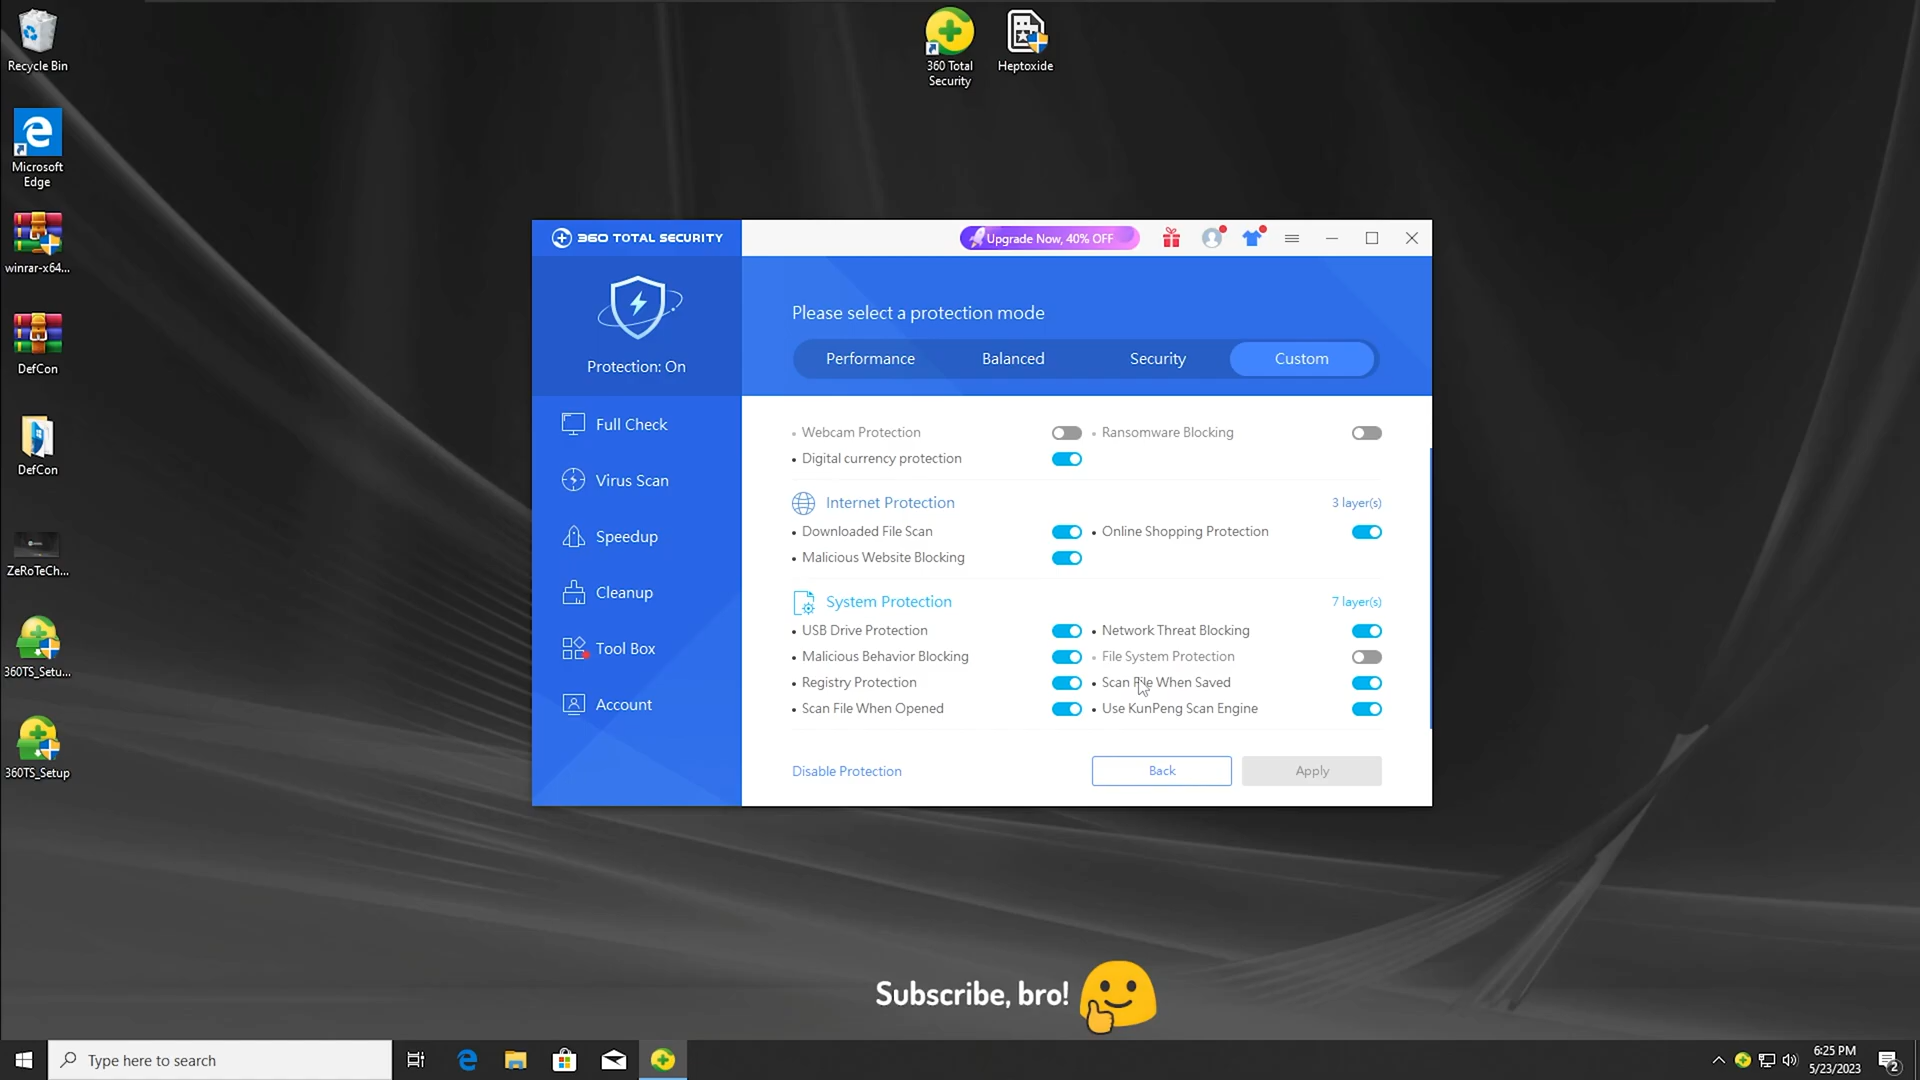 Recycle Bin
Microsoft
Edge
winrar-x64...
DefCon
DefCon
ZeRoTeCh...
360TS_Setu...
360TS_Setup
360 Total
Security
Heptoxide
360 TOTAL SECURITY
Upgrade Now, 40% OFF
Protection: On
Full Check
Virus Scan
Speedup
Cleanup
Tool Box
Account
Please select a protection mode
Performance Balanced Security Custom
Webcam Protection Ransomware Blocking
Digital currency protection
Internet Protection 3 layer(s)
Downloaded File Scan Online Shopping Protection
Malicious Website Blocking
System Protection 7 layer(s)
USB Drive Protection Network Threat Blocking
Malicious Behavior Blocking File System Protection
Registry Protection Scan File When Saved
Scan File When Opened Use KunPeng Scan Engine
Disable Protection Back Apply
Subscribe, bro!
Type here to search
6:25 PM
5/23/2023
2